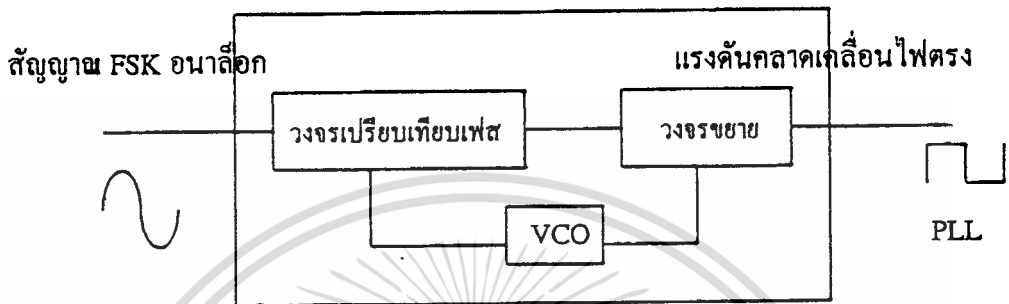 สัญญาณ FSK อนาล็อก
แรงดันคลาดเคลื่อนไฟตรง
วงจรเปรียบเทียบเฟส
วงจรขยาย
VCO
PLL